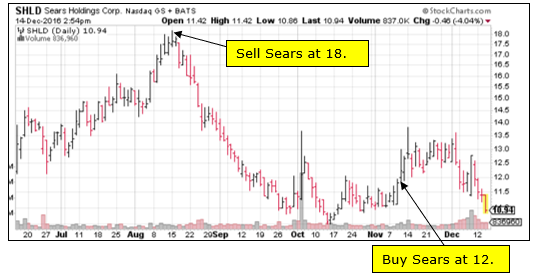 SHLD Sears Holdings Corp. Nasdaq GS + BATS © StockCharts.com
14-Dec-2016 2:54pm Open 11.42 High 11.42 Low 10.86 Last 10.94 Volume 837.0K Chg -0.46 (-4.04%)
SHLD (Daily) 10.94
Volume 836,960
Sell Sears at 18.
18.0
17.5
17.0
16.5
16.0
15.5
15.0
14.5
14.0
13.5
13.0
12.5
12.0
11.5
10.94
836960
20 27 Jul 11 18 25 Aug 8 15 22 Sep 12 19 26 Oct 10 17 24 Nov 7 14 21 Dec 12
Buy Sears at 12.